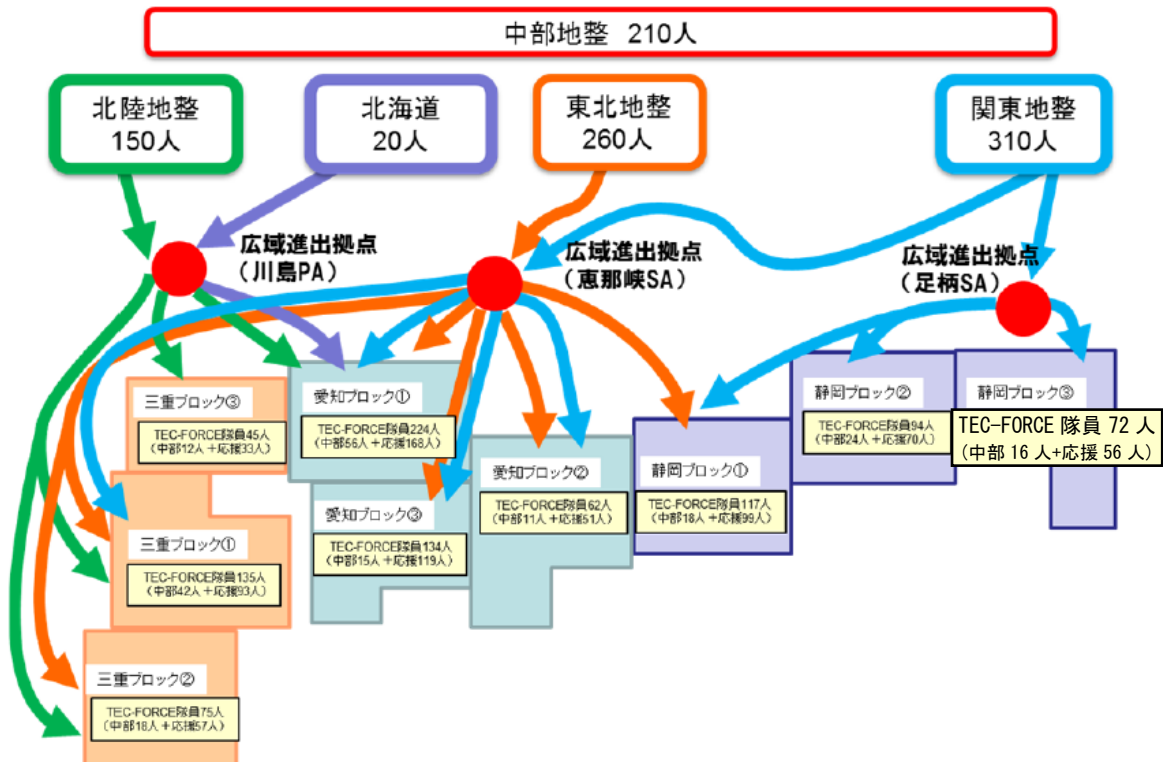 中部地整 210人
北陸地整
150人
北海道
20人
東北地整
260人
関東地整
310人
広域進出拠点
（川島PA）
広域進出拠点
（恵那峡SA）
広域進出拠点
（足柄SA）
三重ブロック③
TEC-FORCE隊員45人
（中部12人＋応援33人）
愛知ブロック①
TEC-FORCE隊員224人
（中部56人＋応援168人）
静岡ブロック②
TEC-FORCE隊員94人
（中部24人＋応援70人）
静岡ブロック③
TEC-FORCE 隊員 72 人
(中部 16 人+応援 56 人)
愛知ブロック②
TEC-FORCE隊員62人
（中部11人＋応援51人）
静岡ブロック①
TEC-FORCE隊員117人
（中部18人＋応援99人）
愛知ブロック③
TEC-FORCE隊員134人
（中部15人＋応援119人）
三重ブロック①
TEC-FORCE隊員135人
（中部42人＋応援93人）
三重ブロック②
TEC-FORCE隊員75人
（中部18人＋応援57人）